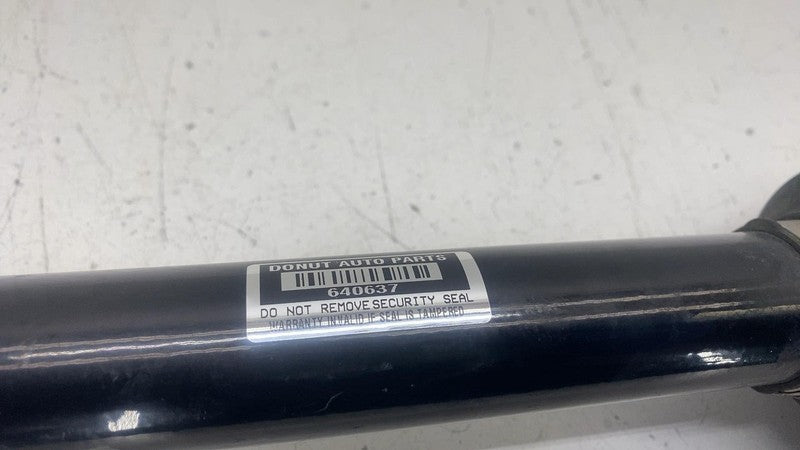 DONUT AUTO PARTS
640637
DO NOT REMOVE SECURITY SEAL
WARRANTY INVALID IF SEAL IS TAMPERED